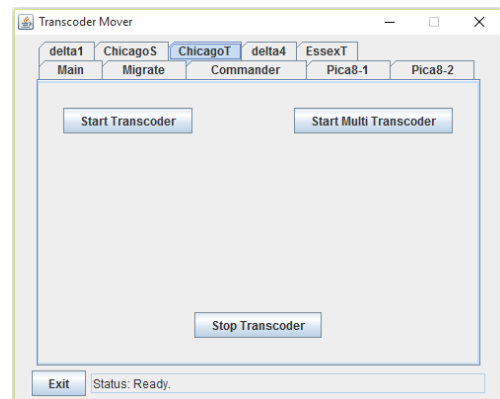 Transcoder Mover
delta1 ChicagoS ChicagoT delta4 EssexT
Main Migrate Commander Pica8-1 Pica8-2
Start Transcoder Start Multi Transcoder
Stop Transcoder
Exit Status: Ready.